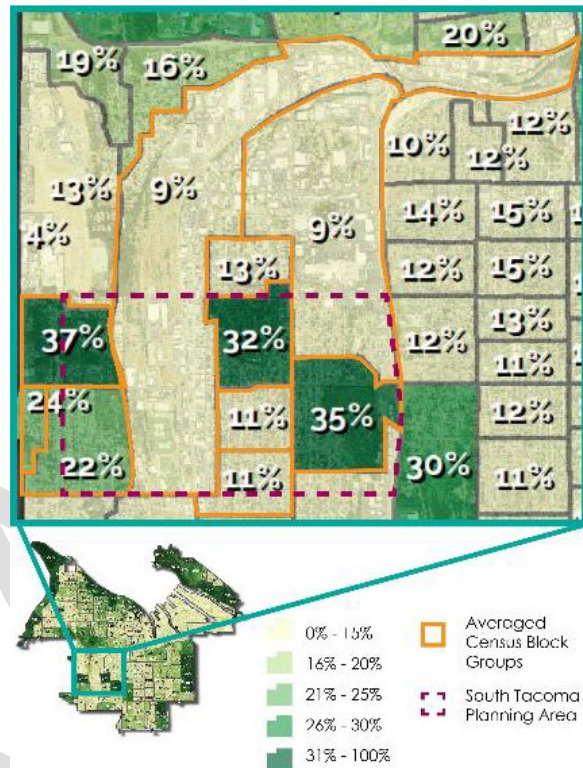 20%
19%
16%
12%
10%
12%
13%
9%
4%
9%
14%
15%
13%
12%
15%
37%
32%
12%
13%
11%
24%
11%
35%
12%
22%
11%
30%
11%
0% - 15%
16% - 20%
21% - 25%
26% - 30%
31% - 100%
Averaged
Census Block
Groups
South Tacoma
Planning Area